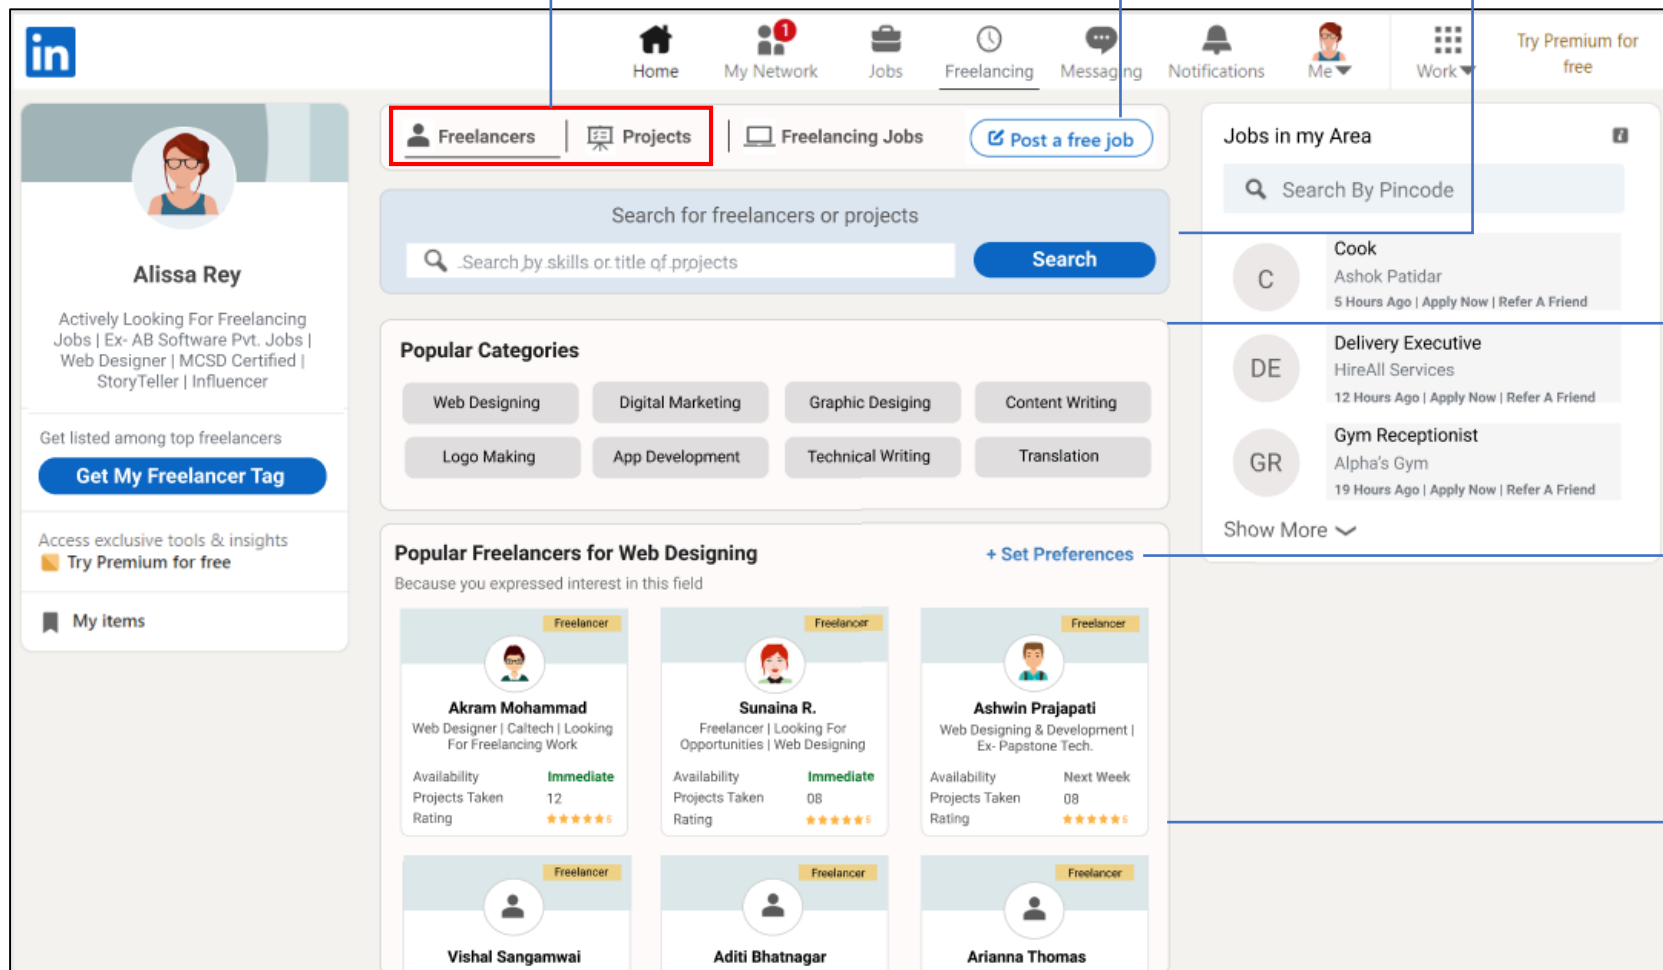 in
1
Home
My Network
Jobs
Freelancing
Messaging
Notifications
Me
Work
Try Premium for
free
Alissa Rey
Actively Looking For Freelancing
Jobs | Ex- AB Software Pvt. Jobs |
Web Designer | MCSD Certified |
StoryTeller | Influencer
Get listed among top freelancers
Get My Freelancer Tag
Access exclusive tools & insights
Try Premium for free
My items
Freelancers
Projects
Freelancing Jobs
Post a free job
Search for freelancers or projects
Search by skills or title of projects
Search
Popular Categories
Web Designing
Digital Marketing
Graphic Desiging
Content Writing
Logo Making
App Development
Technical Writing
Translation
Popular Freelancers for Web Designing
+ Set Preferences
Because you expressed interest in this field
Freelancer
Akram Mohammad
Web Designer | Caltech | Looking
For Freelancing Work
Availability Immediate
Projects Taken 12
Rating 5
Freelancer
Sunaina R.
Freelancer | Looking For
Opportunities | Web Designing
Availability Immediate
Projects Taken 08
Rating 5
Freelancer
Ashwin Prajapati
Web Designing & Development |
Ex- Papstone Tech.
Availability Next Week
Projects Taken 08
Rating 5
Freelancer
Vishal Sangamwai
Freelancer
Aditi Bhatnagar
Freelancer
Arianna Thomas
Jobs in my Area
Search By Pincode
C
Cook
Ashok Patidar
5 Hours Ago | Apply Now | Refer A Friend
DE
Delivery Executive
HireAll Services
12 Hours Ago | Apply Now | Refer A Friend
GR
Gym Receptionist
Alpha's Gym
19 Hours Ago | Apply Now | Refer A Friend
Show More